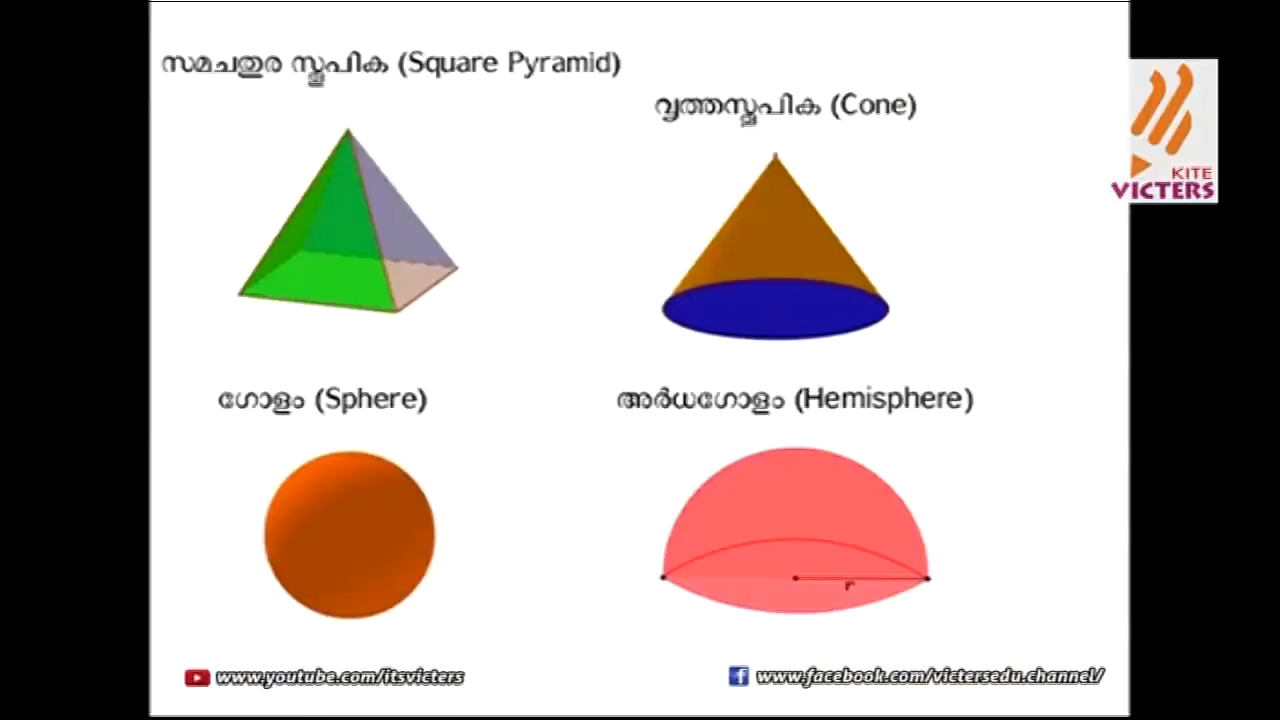 സമചതുര സ്തൂപിക (Square Pyramid)
വൃത്തസ്തൂപിക (Cone)
KITE
VICTERS
ഗോളം (Sphere)
അർധഗോളം (Hemisphere)
r
www.youtube.com/itsvicters
www.facebook.com/victersedu.channel/